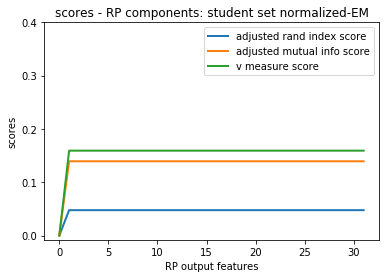 scores - RP components: student set normalized-EM
adjusted rand index score
adjusted mutual info score
v measure score
scores
0.4
0.3
0.2
0.1
0.0
0 5 10 15 20 25 30
RP output features